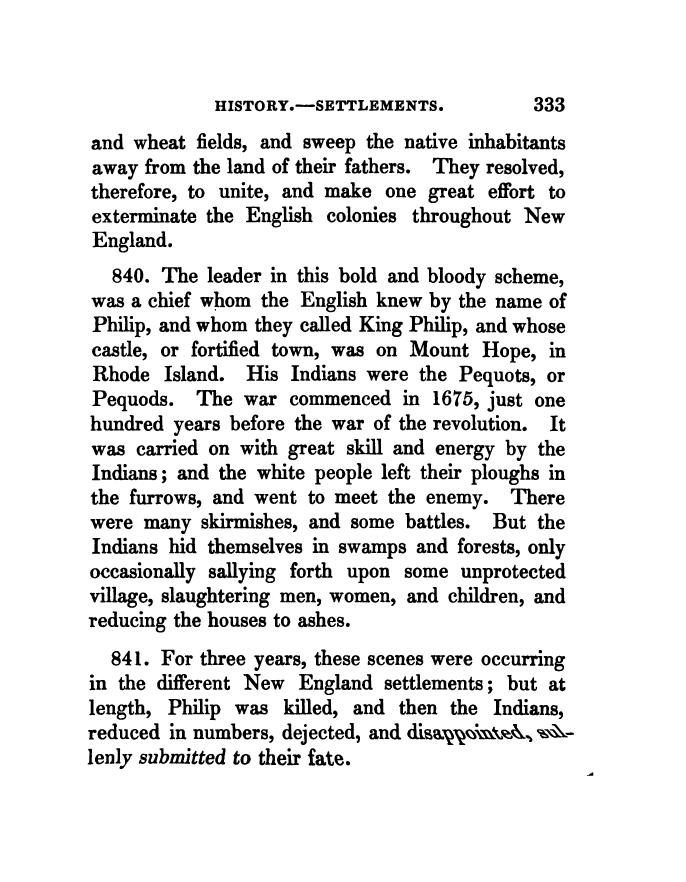 HISTORY.—SETTLEMENTS. 333
and wheat fields, and sweep the native inhabitants
away from the land of their fathers. They resolved,
therefore, to unite, and make one great effort to
exterminate the English colonies throughout New
England.
840. The leader in this bold and bloody scheme,
was a chief whom the English knew by the name of
Philip, and whom they called King Philip, and whose
castle, or fortified town, was on Mount Hope, in
Rhode Island. His Indians were the Pequots, or
Pequods. The war commenced in 1675, just one
hundred years before the war of the revolution. It
was carried on with great skill and energy by the
Indians; and the white people left their ploughs in
the furrows, and went to meet the enemy. There
were many skirmishes, and some battles. But the
Indians hid themselves in swamps and forests, only
occasionally sallying forth upon some unprotected
village, slaughtering men, women, and children, and
reducing the houses to ashes.
841. For three years, these scenes were occurring
in the different New England settlements; but at
length, Philip was killed, and then the Indians,
reduced in numbers, dejected, and disappointed, sul-
lenly submitted to their fate.